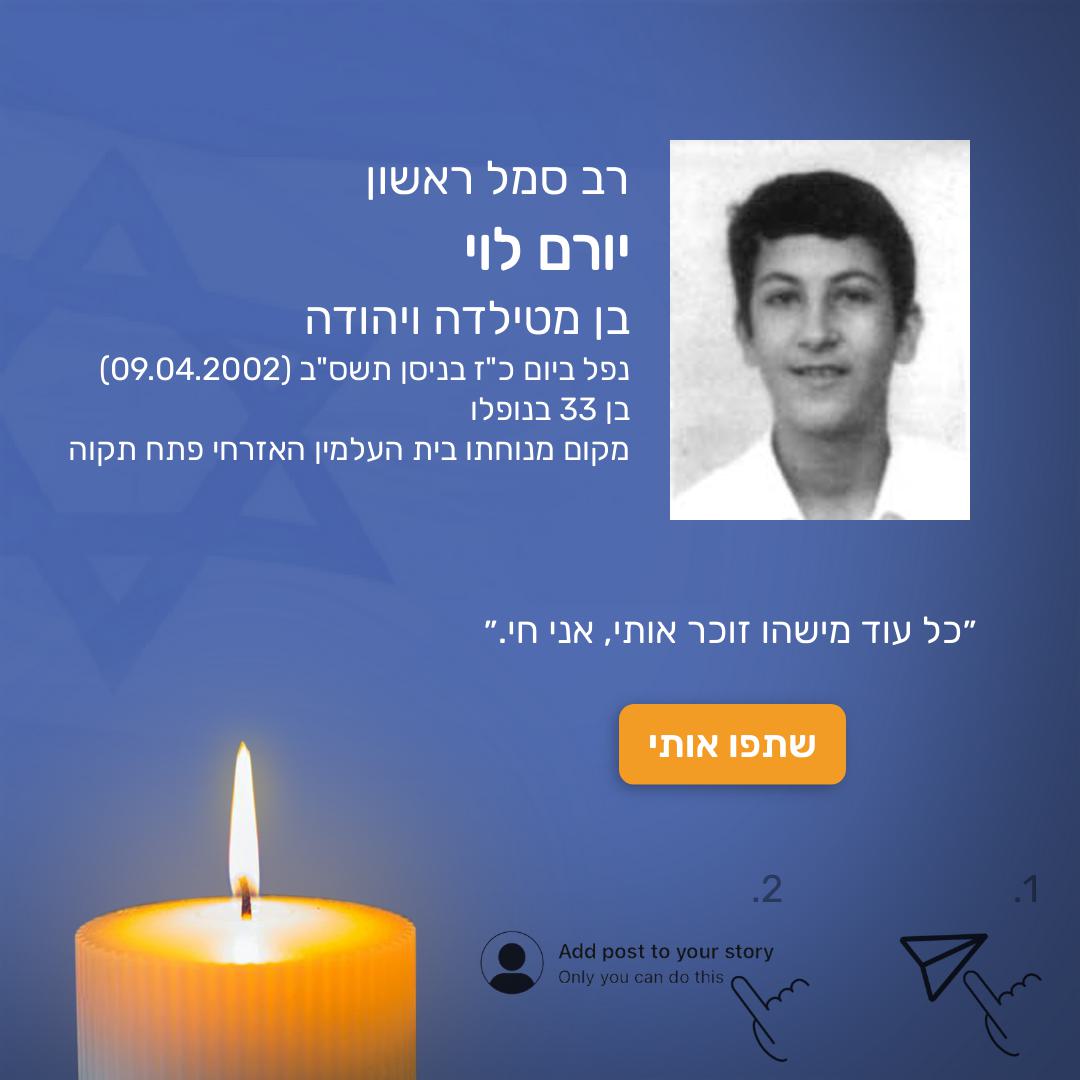 רב סמל ראשון
יורם לוי
בן מטילדה ויהודה
נפל ביום כ"ז בניסן תשס"ב (09.04.2002)
בן 33 בנופלו
מקום מנוחתו בית העלמין האזרחי פתח תקוה
״כל עוד מישהו זוכר אותי, אני חי.״
שתפו אותי
1.
2.
Add post to your story
Only you can do this